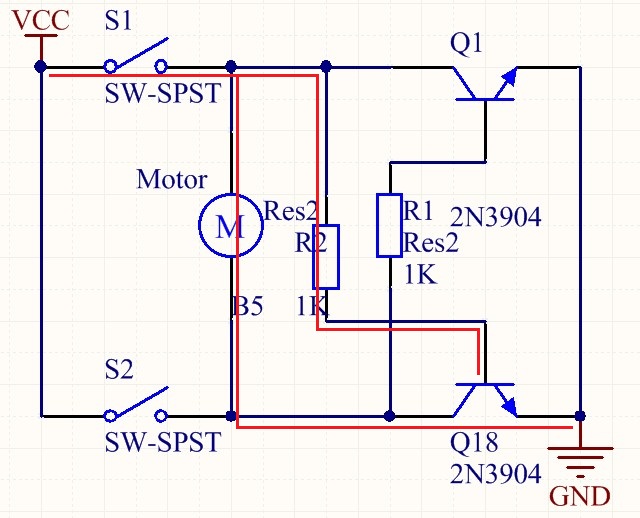 VCC
S1
SW-SPST
Q1
Motor
M
Res2
R2
1K
B5
R1
Res2
1K
2N3904
S2
SW-SPST
Q18
2N3904
GND